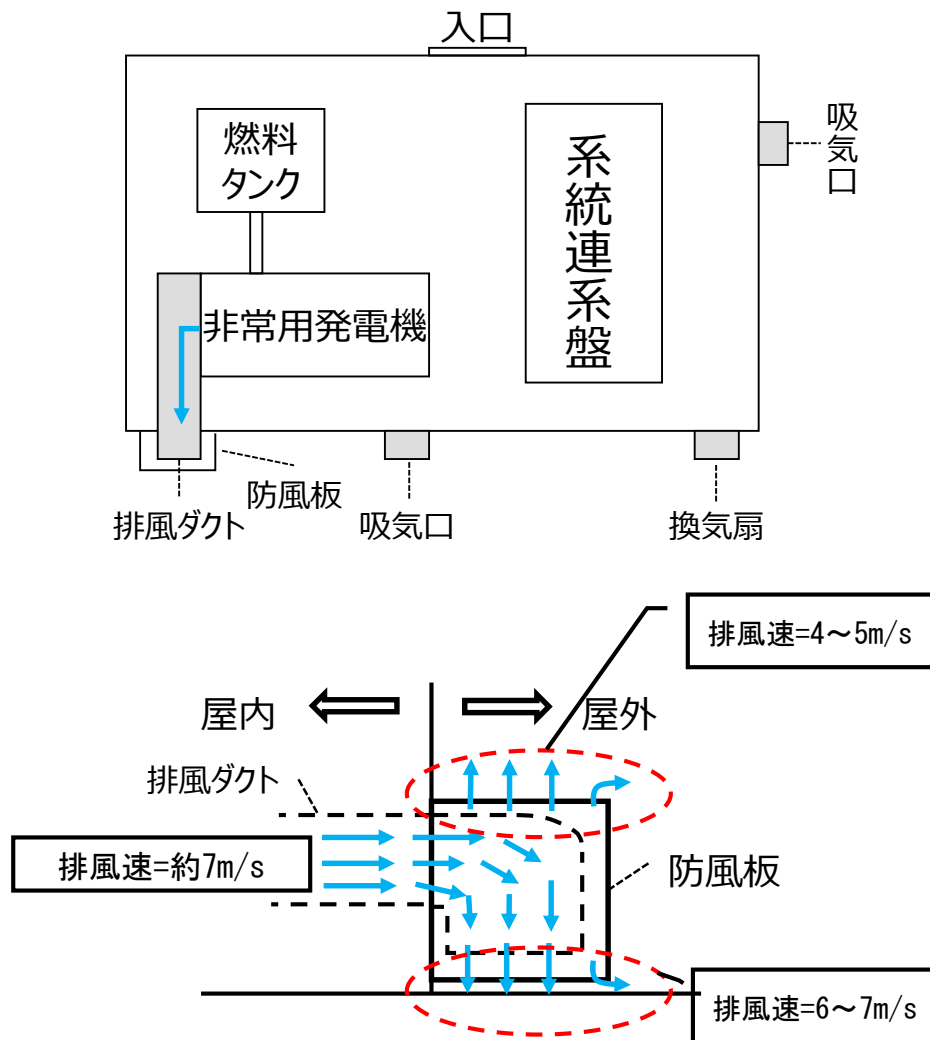 入口
燃料
タンク
吸気口
系統連系盤
非常用発電機
防風板
排風ダクト
吸気口
換気扇
排風速=4～5m/s
屋内
屋外
排風ダクト
排風速=約7m/s
防風板
排風速=6～7m/s